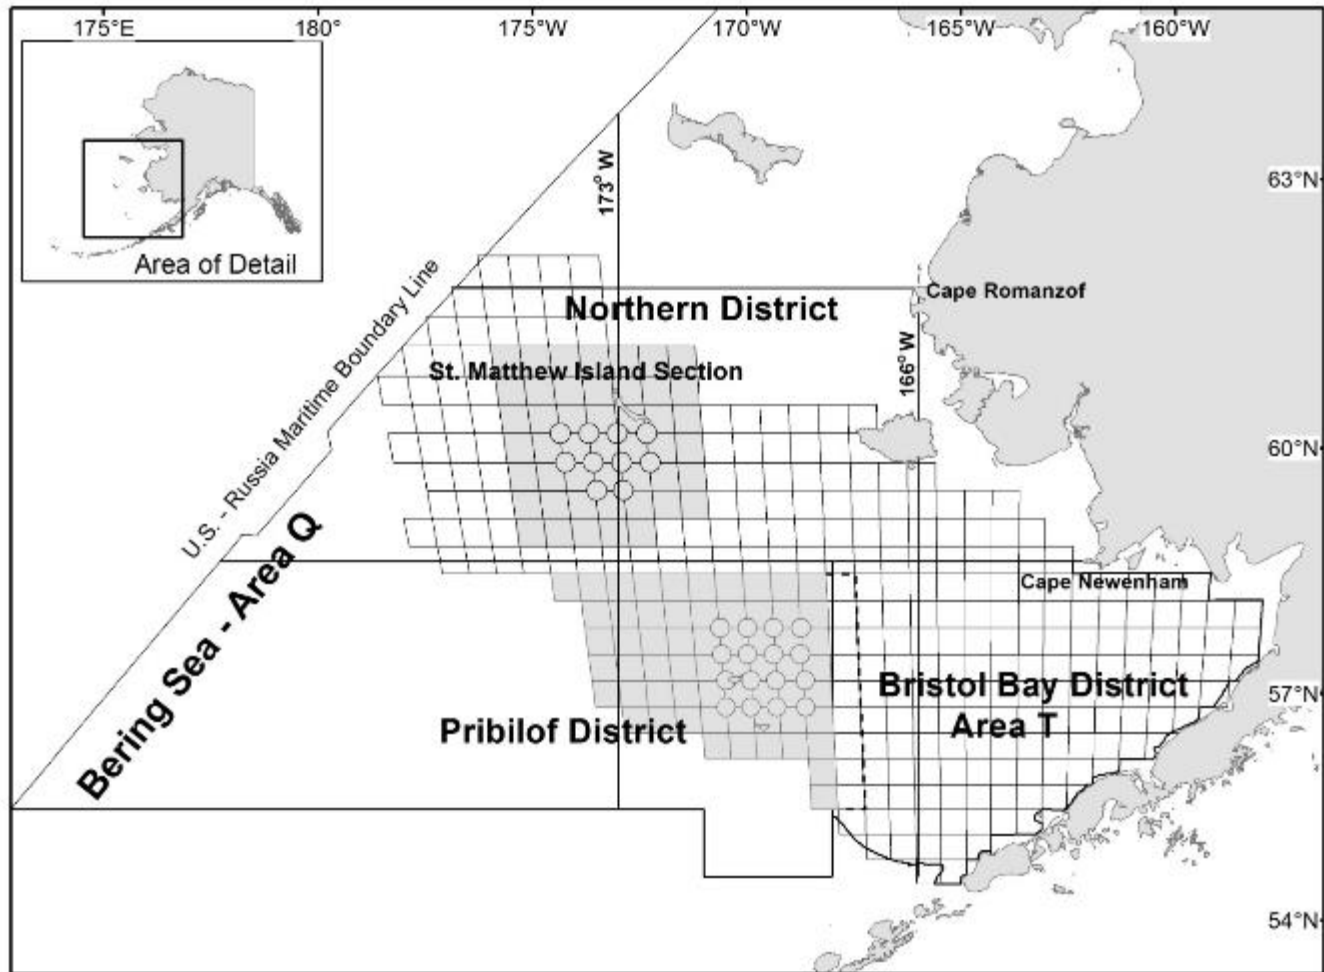 175°E
180°
175°W
170°W
165°W
160°W
Area of Detail
173° W
63°N
U.S. - Russia Maritime Boundary Line
Northern District
Cape Romanzof
166° W
St. Matthew Island Section
60°N
Bering Sea - Area Q
Cape Newenham
Bristol Bay District
Area T
57°N
Pribilof District
54°N